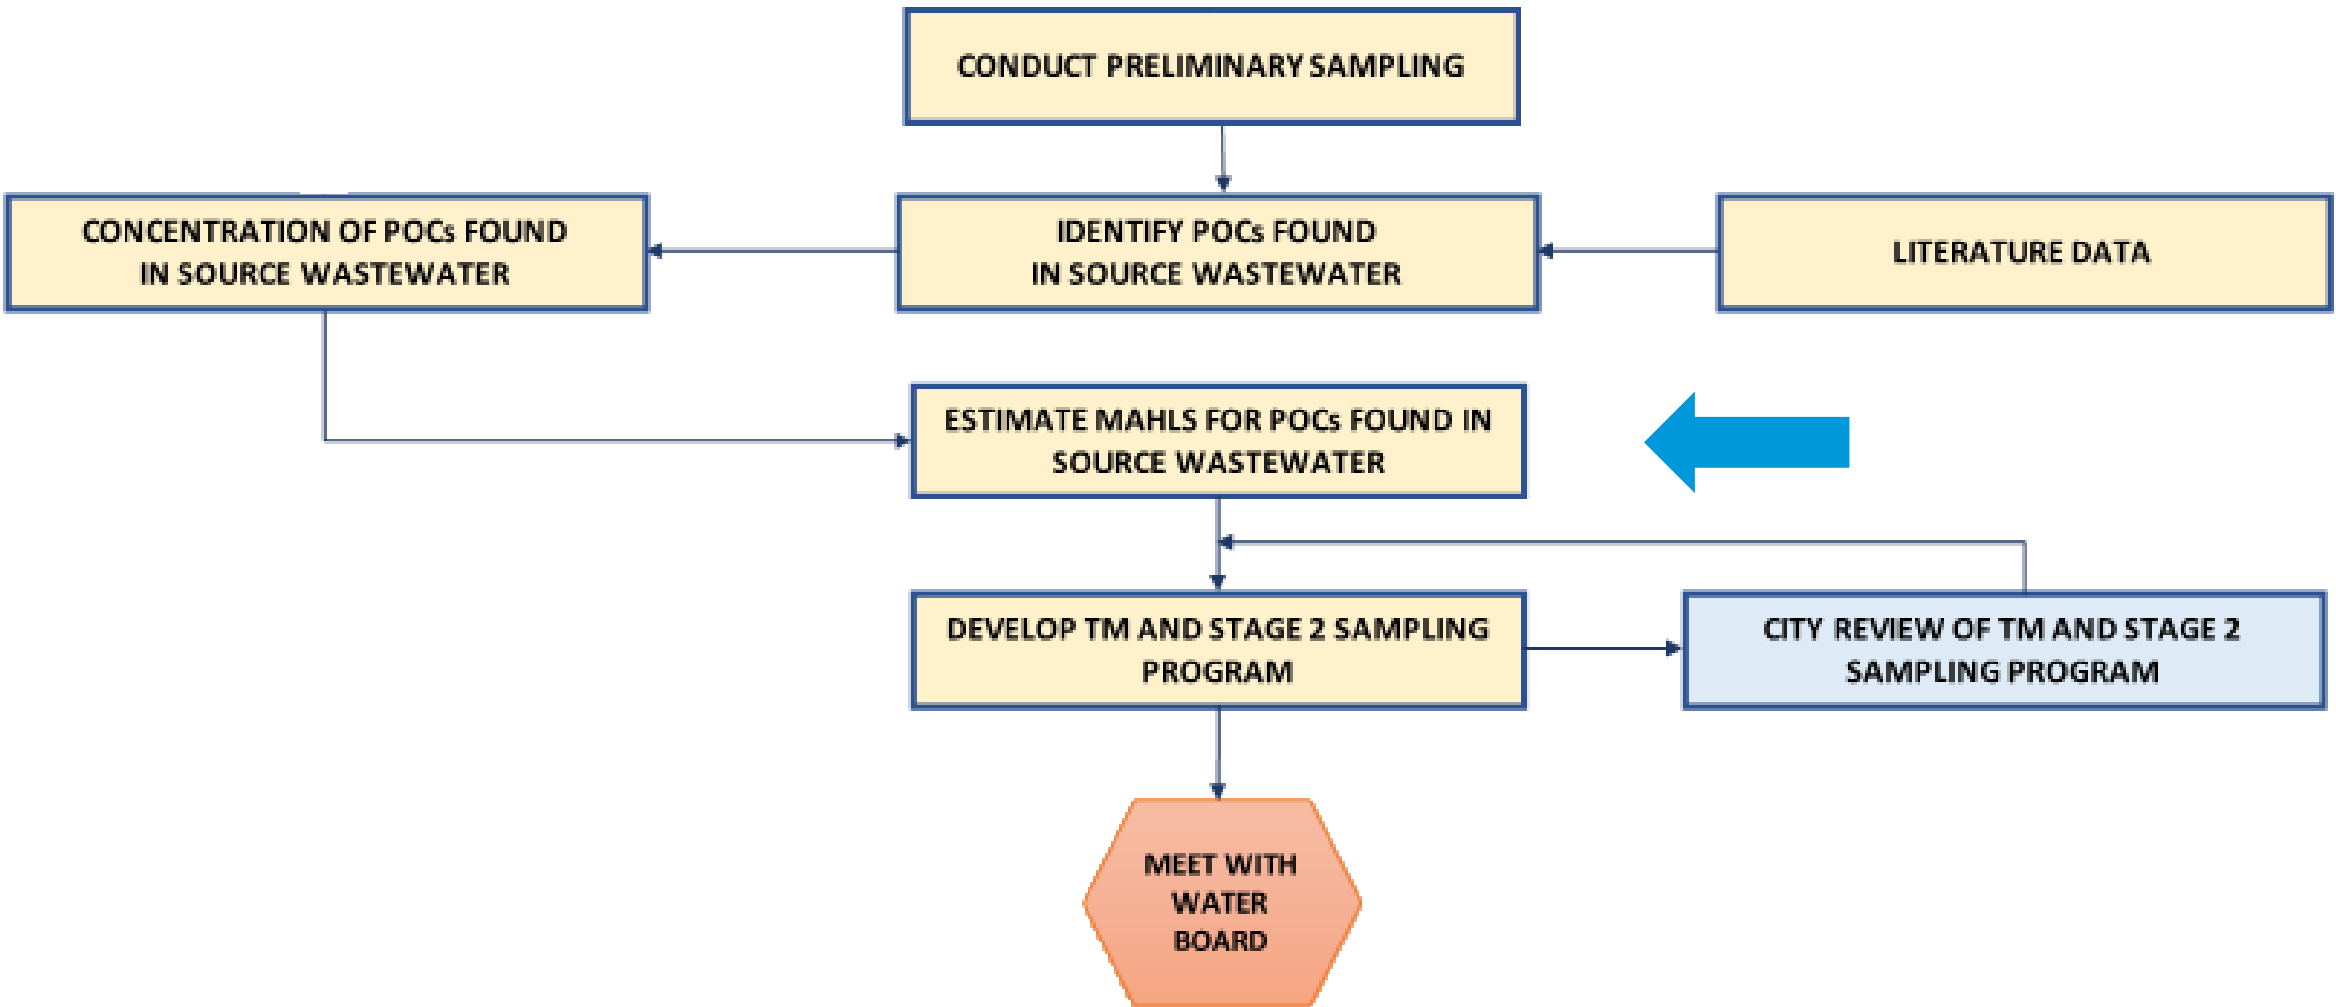 CONDUCT PRELIMINARY SAMPLING
CONCENTRATION OF POCs FOUND
IN SOURCE WASTEWATER
IDENTIFY POCs FOUND
IN SOURCE WASTEWATER
LITERATURE DATA
ESTIMATE MAHLS FOR POCs FOUND IN
SOURCE WASTEWATER
DEVELOP TM AND STAGE 2 SAMPLING
PROGRAM
CITY REVIEW OF TM AND STAGE 2
SAMPLING PROGRAM
MEET WITH
WATER
BOARD